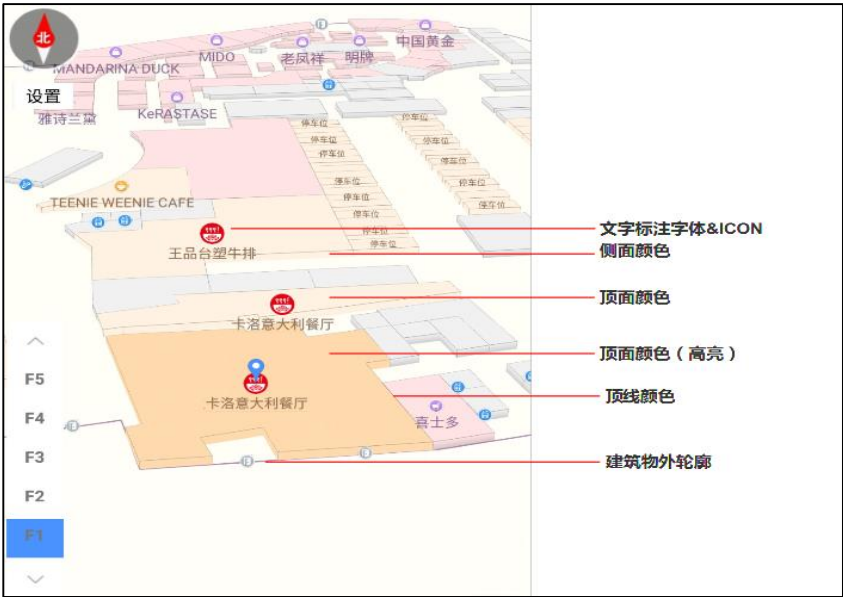 北
中国黄金
MIDO
老凤祥
明牌
MANDARINA DUCK
设置
KeRASTASE
雅诗兰黛
停车位
停车位
停车位
停车位
停车位
停车位
停车位
停车位
停车位
停车位
停车位
停车位
停车位
停车位
TEENIE WEENIE CAFE
王品台塑牛排
文字标注字体&ICON
侧面颜色
顶面颜色
卡洛意大利餐厅
顶面颜色（高亮）
F5
顶线颜色
卡洛意大利餐厅
F4
喜士多
F3
建筑物外轮廓
F2
F1